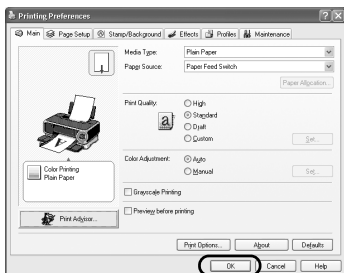 Printing Preferences
Main
Page Setup
Stamp/Background
Effects
Profiles
Maintenance
Media Type:
Plain Paper
Paper Source:
Paper Feed Switch
Paper Allocation...
Print Quality:
High
Standard
Draft
Custom
Set...
Color Adjustment:
Auto
Manual
Set...
Color Printing
Plain Paper
Grayscale Printing
Preview before printing
Print Advisor...
Print Options...
About
Defaults
OK
Cancel
Help